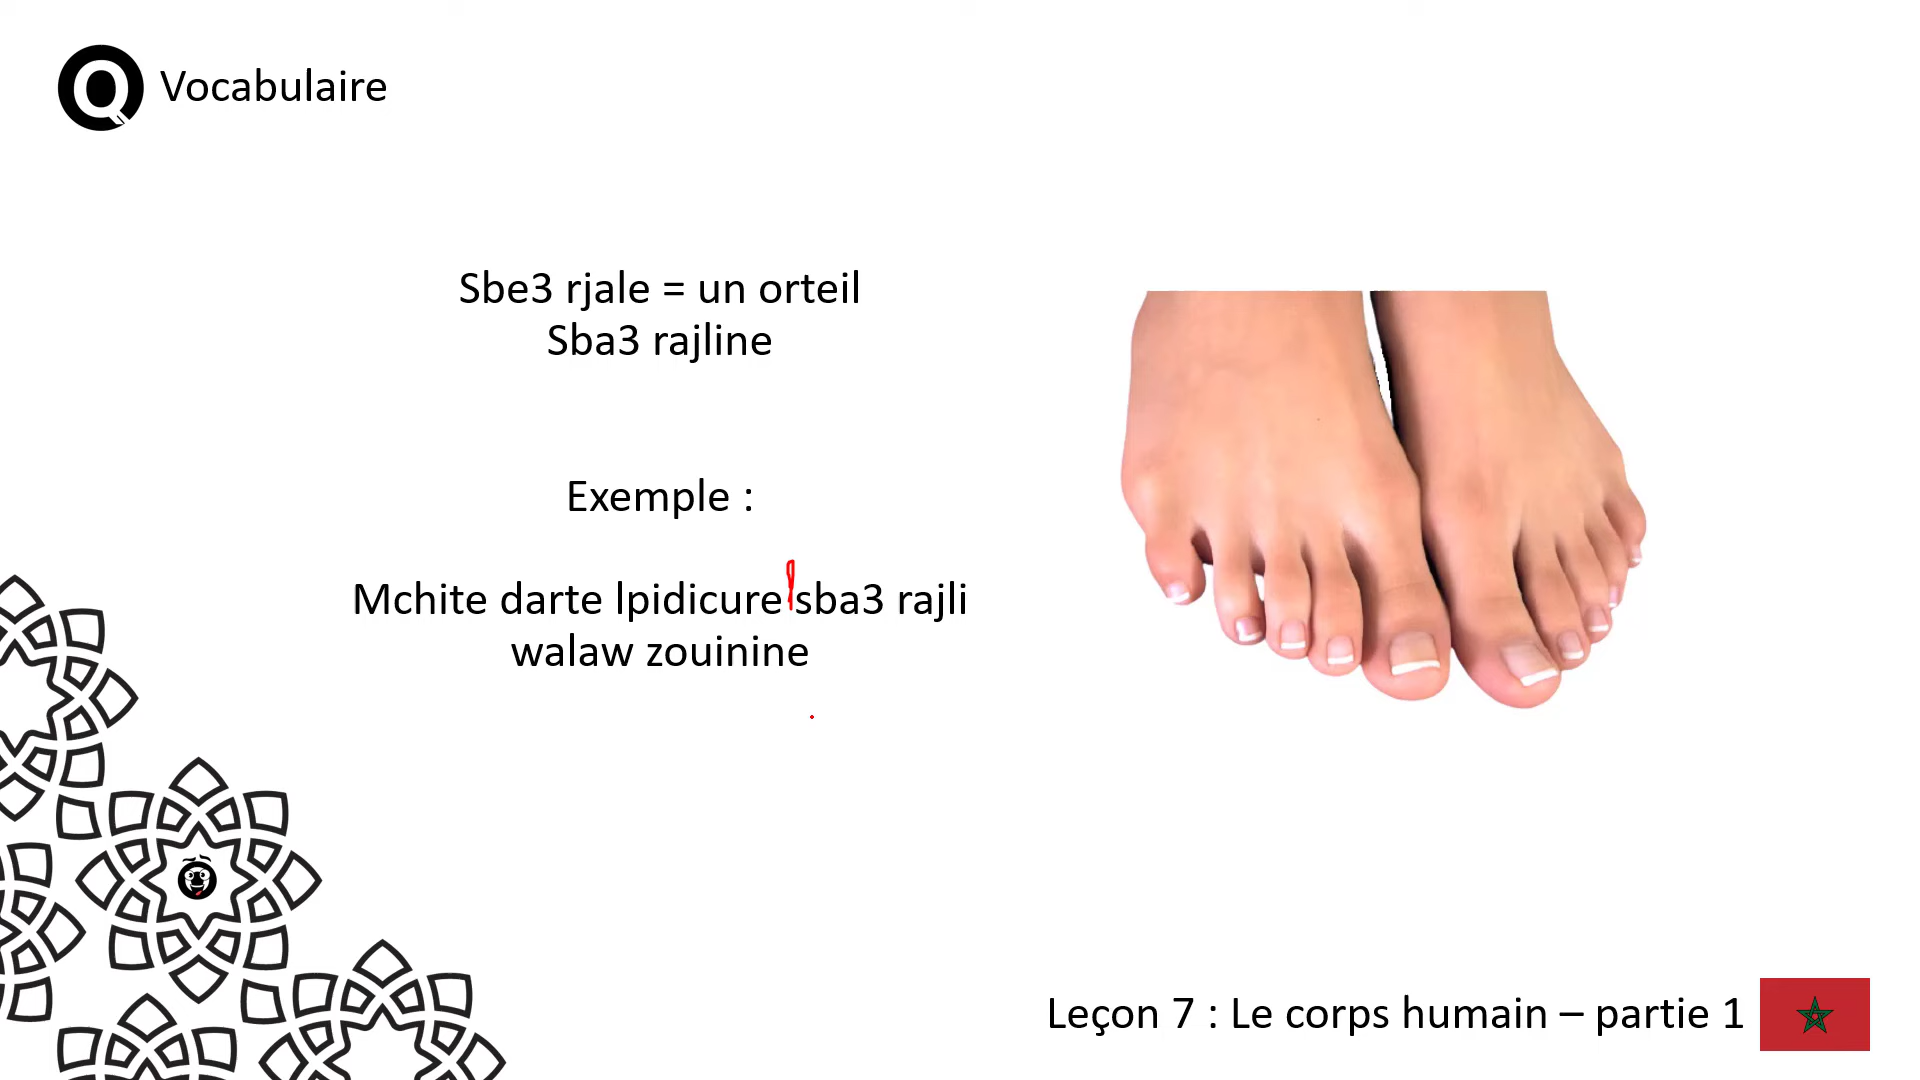 Q Vocabulaire
Sbe3 rjale = un orteil
Sba3 rajline
Exemple :
Mchite darte lpidicure lsba3 rajli
walaw zouinine
Leçon 7 : Le corps humain – partie 1